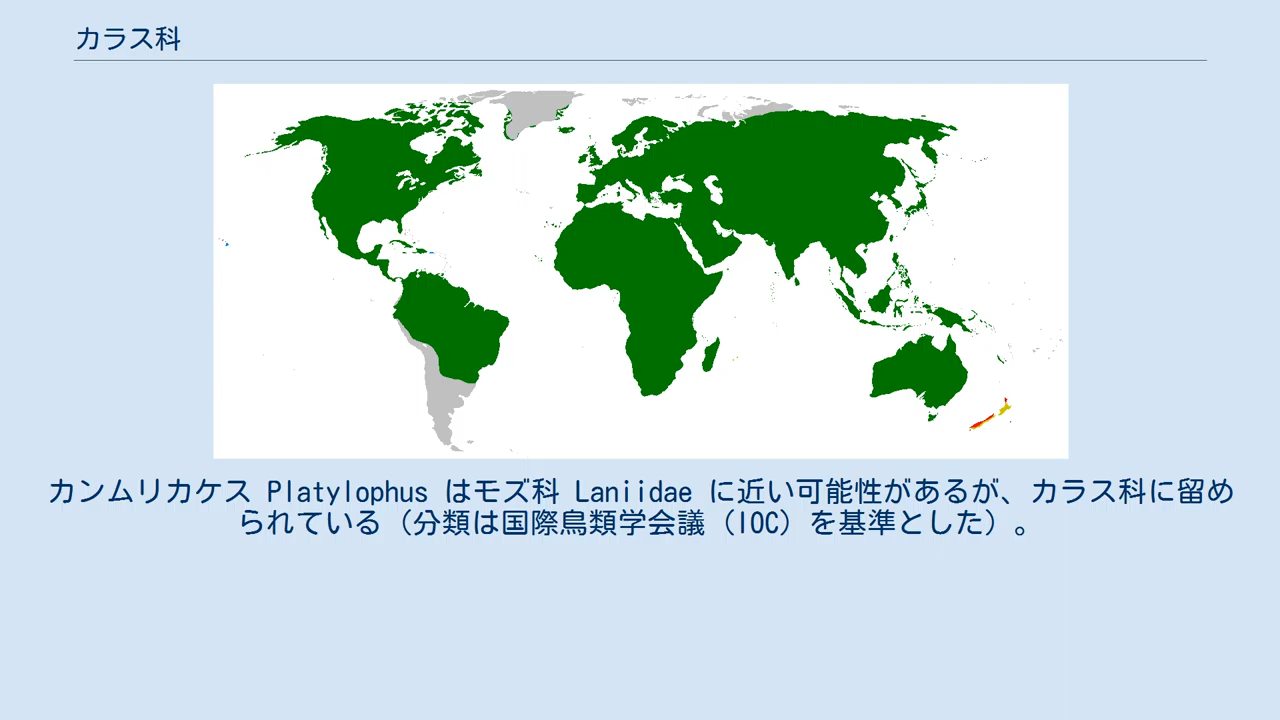 カラス科
カンムリカケス Platylophus はモズ科 Laniidae に近い可能性があるが、カラス科に留め
られている（分類は国際鳥類学会議（IOC）を基準とした）。